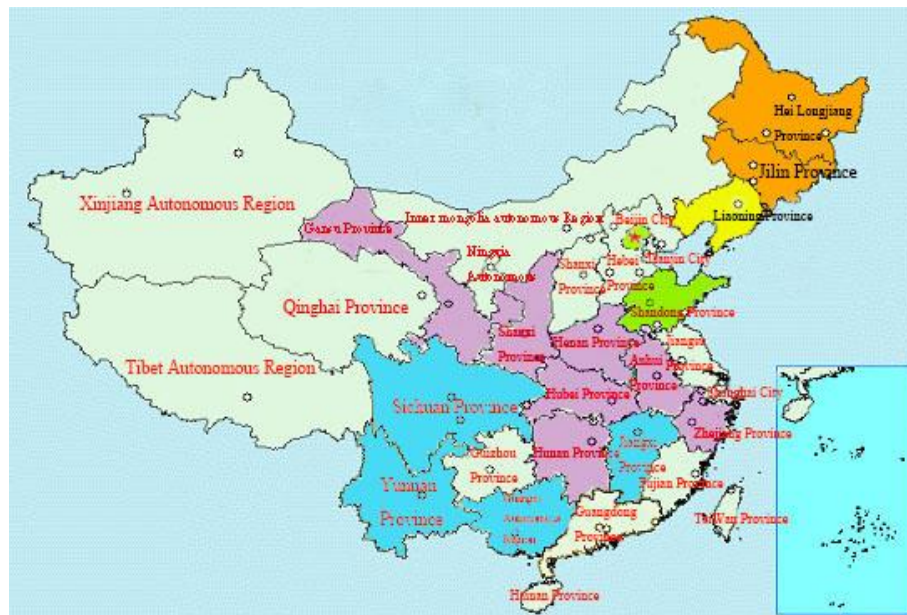 Hei Longjiang
Province
Jilin Province
Liaoning Province
Xinjiang Autonomous Region
Gansu Province
Inner mongolia autonomous Region
Beijin City
Tianjin City
Ningxia
Autonomous
Shanxi
Province
Hebei
Province
Qinghai Province
Shandong Province
Province
Henan Province
Jiangsu
Province
Anhui
Province
Tibet Autonomous Region
Sichuan Province
Hubei Province
City
Zhejiang Province
Guizhou
Province
Hunan Province
Jiangxi
Province
Yunnan
Province
Fujian Province
Guangdong
Province
TaiWan Province
Hainan Province